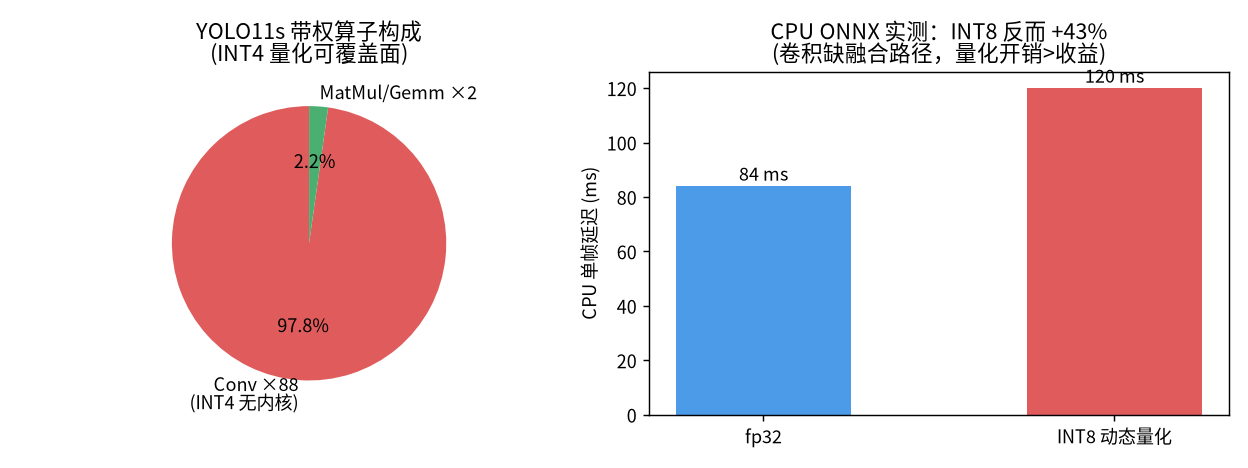 YOLO11s 带权算子构成
(INT4 量化可覆盖面)
MatMul/Gemm ×2
2.2%
97.8%
Conv ×88
(INT4 无内核)
CPU ONNX 实测：INT8 反而 +43%
(卷积缺融合路径，量化开销>收益)
CPU 单帧延迟 (ms)
120
100
80
60
40
20
0
84 ms
120 ms
fp32
INT8 动态量化